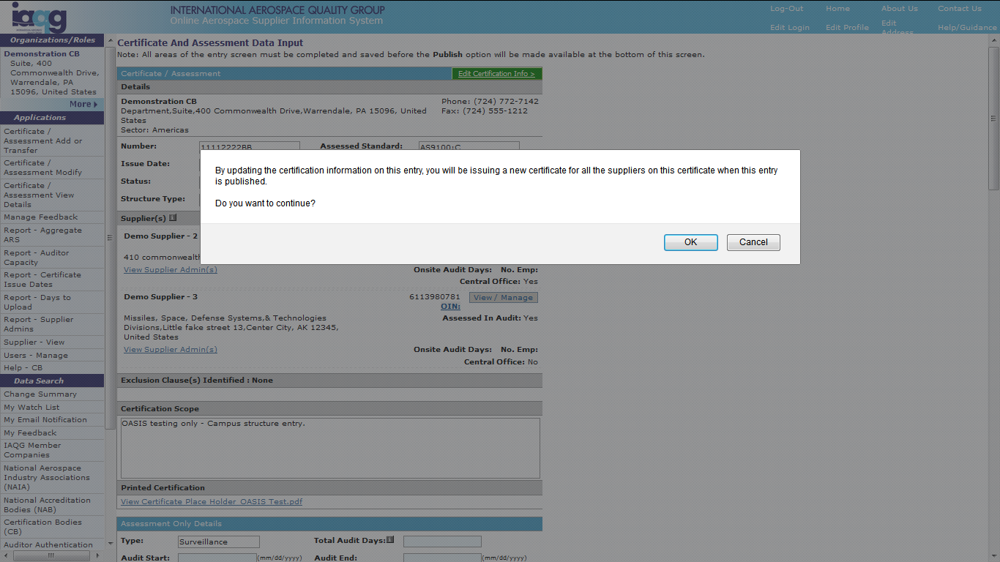 iaqg
INTERNATIONAL AEROSPACE QUALITY GROUP
Online Aerospace Supplier Information System
Log-Out Home About Us Contact Us
Edit Login Edit Profile Edit Address Help/Guidance
Organizations/Roles
Demonstration CB
Suite, 400
Commonwealth Drive,
Warrendale, PA
15096, United States
More
Applications
Certificate /
Assessment Add or
Transfer
Certificate /
Assessment Modify
Certificate /
Assessment View
Details
Manage Feedback
Report - Aggregate
ARS
Report - Auditor
Capacity
Report - Certificate
Issue Dates
Report - Days to
Upload
Report - Supplier
Admins
Supplier - View
Users - Manage
Help - CB
Data Search
Change Summary
My Watch List
My Email Notification
My Feedback
IAQG Member
Companies
National Aerospace
Industry Associations
(NAIA)
National Accreditation
Bodies (NAB)
Certification Bodies
(CB)
Auditor Authentication
Certificate And Assessment Data Input
Note: All areas of the entry screen must be completed and saved before the Publish option will be made available at the bottom of this screen.
Certificate / Assessment Edit Certification Info >
Details
Demonstration CB Phone: (724) 772-7142
Department,Suite,400 Commonwealth Drive,Warrendale, PA 15096, United Fax: (724) 555-1212
States
Sector: Americas
Number: 11112222BB Assessed Standard: AS9100:C
Issue Date:
Status:
Structure Type:
By updating the certification information on this entry, you will be issuing a new certificate for all the suppliers on this certificate when this entry
is published.
Do you want to continue?
OK Cancel
Supplier(s)
Demo Supplier - 2
410 commonwealth
View Supplier Admin(s) Onsite Audit Days: No. Emp:
Central Office: Yes
Demo Supplier - 3 6113980781 View / Manage
OIN:
Missiles, Space, Defense Systems,& Technologies Assessed In Audit: Yes
Divisions,Little fake street 13,Center City, AK 12345,
United States
View Supplier Admin(s) Onsite Audit Days: No. Emp:
Central Office: No
Exclusion Clause(s) Identified : None
Certification Scope
OASIS testing only - Campus structure entry.
Printed Certification
View Certificate Place Holder_OASIS Test.pdf
Assessment Only Details
Type: Surveillance Total Audit Days:
Audit Start: (mm/dd/yyyy) Audit End: (mm/dd/yyyy)